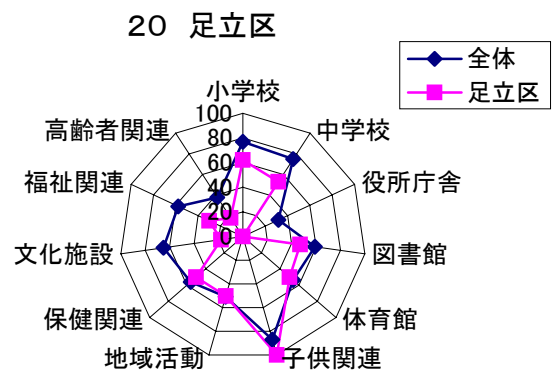 20 足立区
全体
足立区
小学校
中学校
役所庁舎
図書館
体育館
子供関連
地域活動
保健関連
文化施設
福祉関連
高齢者関連
100
80
60
40
20
0